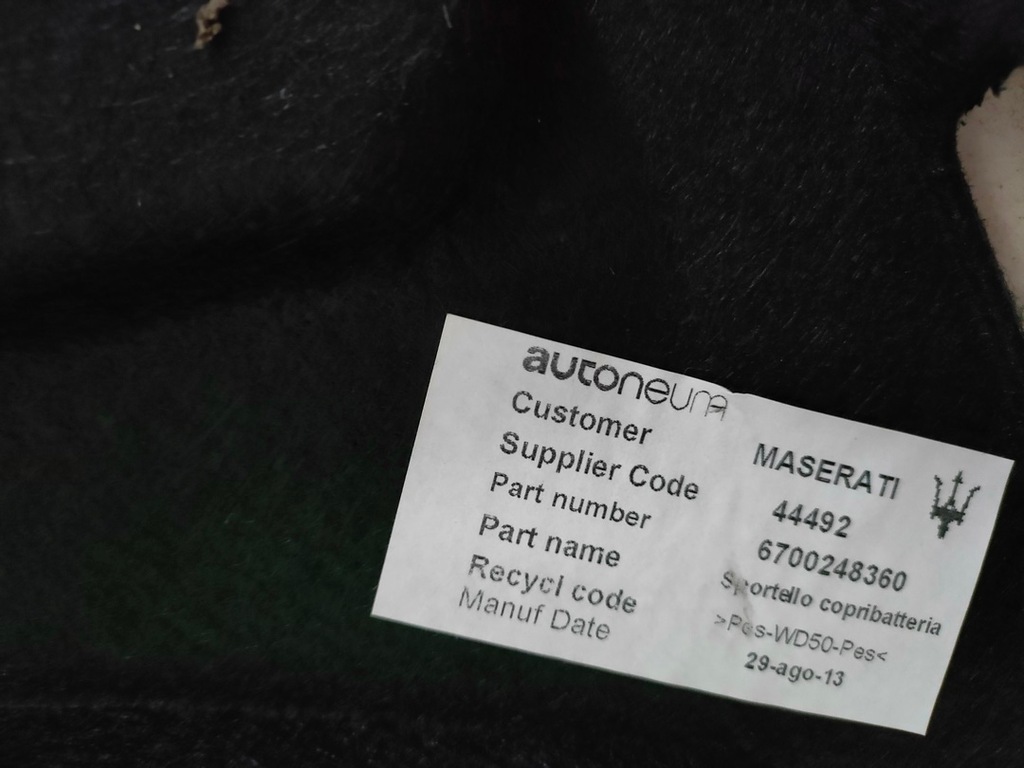 autoneum
Customer MASERATI
Supplier Code 44492
Part number 6700248360
Part name Sportello copribatteria
Recycl code >Pes-WD50-Pes<
Manuf Date 29-ago-13